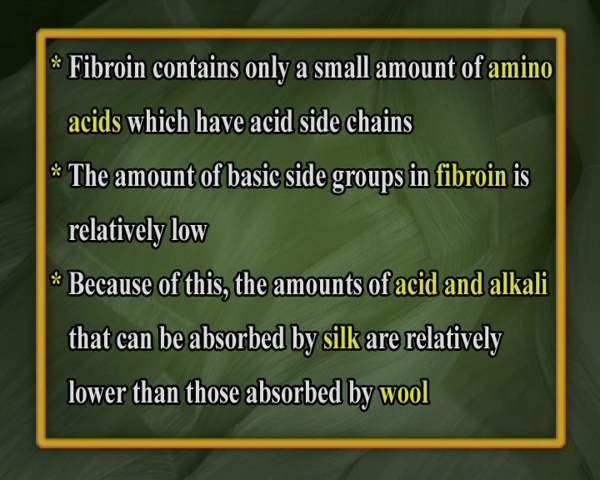 * Fibroin contains only a small amount of amino
acids which have acid side chains
* The amount of basic side groups in fibroin is
relatively low
* Because of this, the amounts of acid and alkali
that can be absorbed by silk are relatively
lower than those absorbed by wool